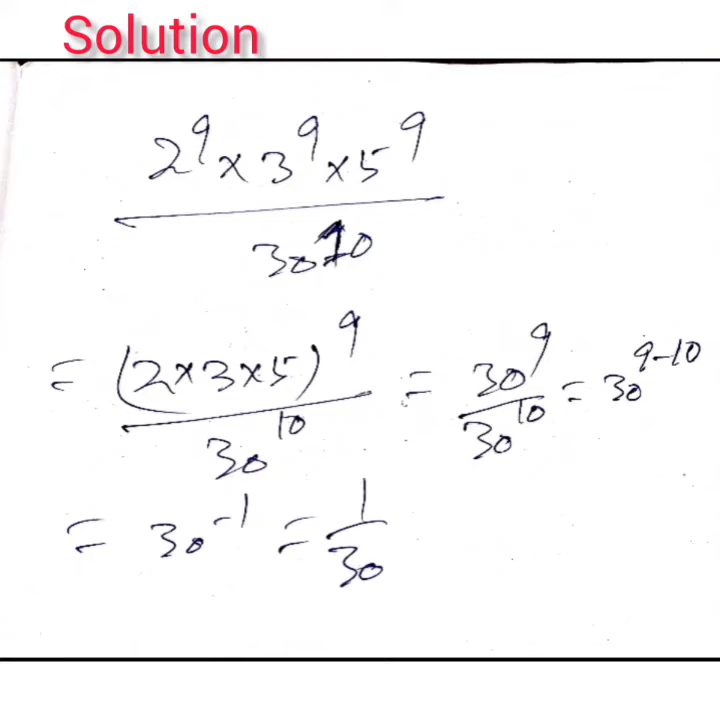 Solution
2^9 x 3^9 x 5^9
30^10
= (2x3x5)^9 / 30^10 = 30^9 / 30^10 = 30^9-10
= 30^-1 = 1/30